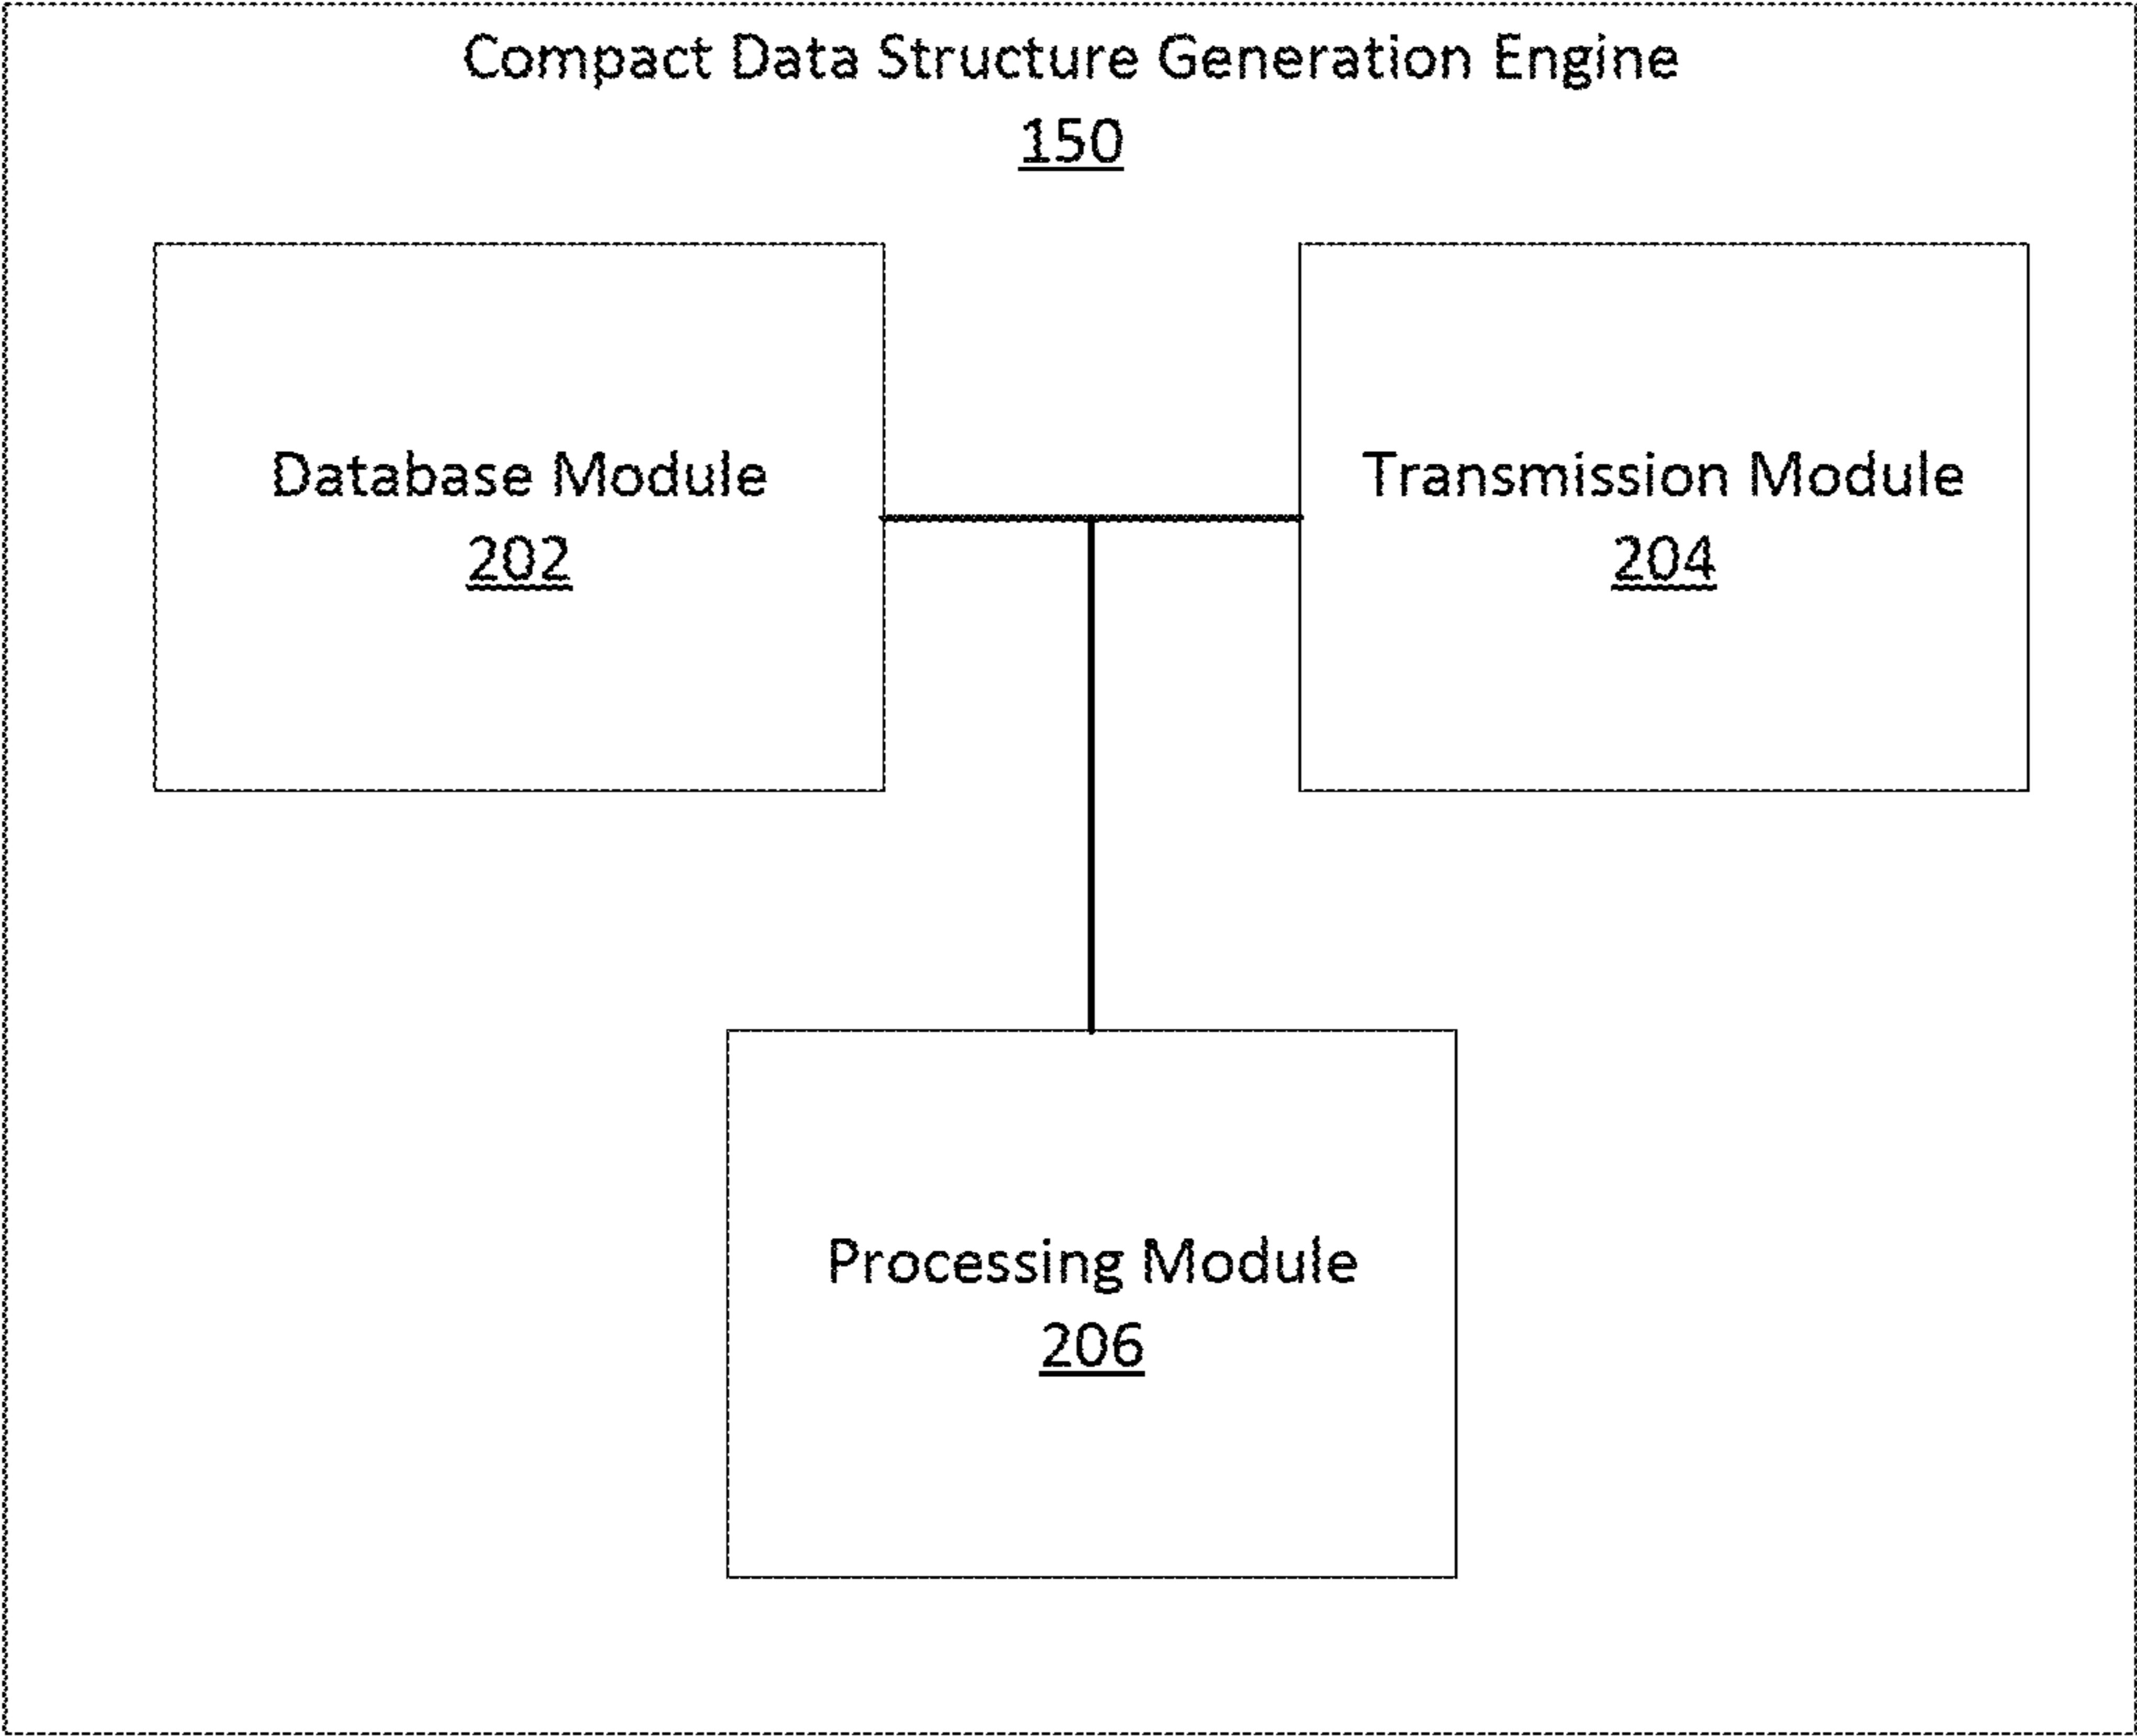 Compact Data Structure Generation Engine
150
Database Module
202
Transmission Module
204
Processing Module
206